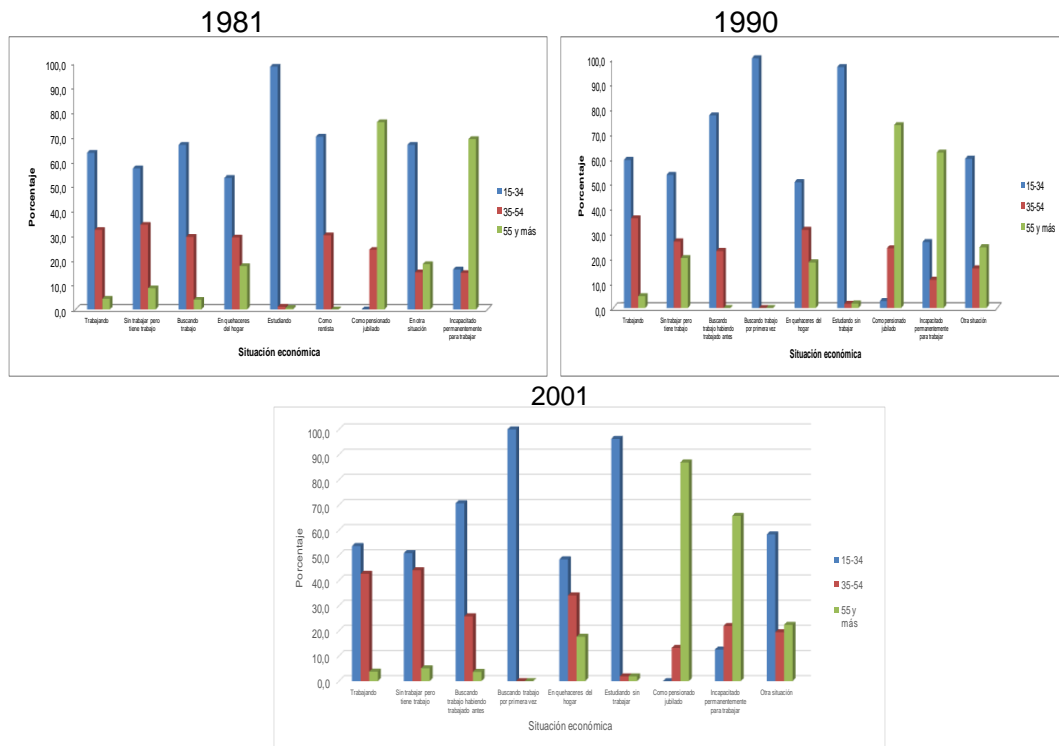 1981
100,0
90,0
80,0
70,0
60,0
50,0
40,0
30,0
20,0
10,0
0,0
Porcentaje
Trabajando
Sin trabajar pero
tiene trabajo
Buscando
trabajo
En quehaceres
del hogar
Estudiando
Como
rentista
Como pensionado
jubilado
En otra
situación
Incapacitado
permanentemente
para trabajar
Situación económica
15-34
35-54
55 y más
1990
100,0
90,0
80,0
70,0
60,0
50,0
40,0
30,0
20,0
10,0
0,0
Porcentaje
Trabajando
Sin trabajar pero
tiene trabajo
Buscando
trabajo habiendo
trabajado antes
Buscando trabajo
por primera vez
En quehaceres del
hogar
Estudiando sin
trabajar
Como pensionado
jubilado
Incapacitado
permanentemente
para trabajar
Otra situación
Situación económica
15-34
35-54
55 y más
2001
100,0
90,0
80,0
70,0
60,0
50,0
40,0
30,0
20,0
10,0
0,0
Porcentaje
Trabajando
Sin trabajar pero
tiene trabajo
Buscando
trabajo habiendo
trabajado antes
Buscando trabajo
por primera vez
En quehaceres del
hogar
Estudiando sin
trabajar
Como pensionado
jubilado
Incapacitado
permanentemente
para trabajar
Otra situación
Situación económica
15-34
35-54
55 y
más